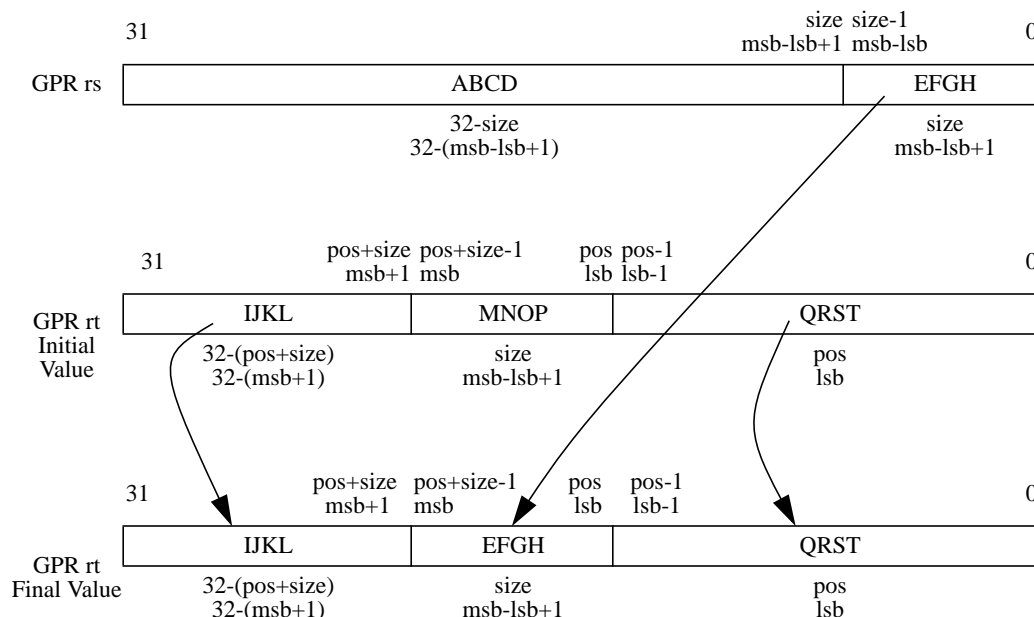 31 size size-1 0
msb-lsb+1 msb-lsb
GPR rs ABCD EFGH
32-size size
32-(msb-lsb+1) msb-lsb+1
31 pos+size pos+size-1 pos pos-1 0
msb+1 msb lsb lsb-1
GPR rt Initial Value IJKL MNOP QRST
32-(pos+size) size pos
32-(msb+1) msb-lsb+1 lsb
31 pos+size pos+size-1 pos pos-1 0
msb+1 msb lsb lsb-1
GPR rt Final Value IJKL EFGH QRST
32-(pos+size) size pos
32-(msb+1) msb-lsb+1 lsb